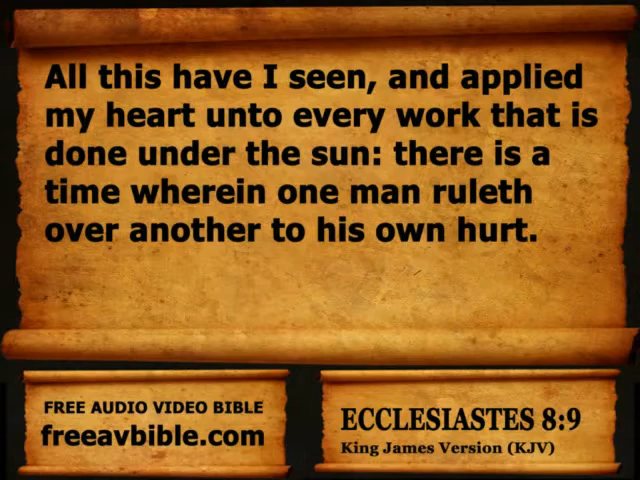 All this have I seen, and applied
my heart unto every work that is
done under the sun: there is a
time wherein one man ruleth
over another to his own hurt.
FREE AUDIO VIDEO BIBLE
freeavbible.com
ECCLESIASTES 8:9
King James Version (KJV)